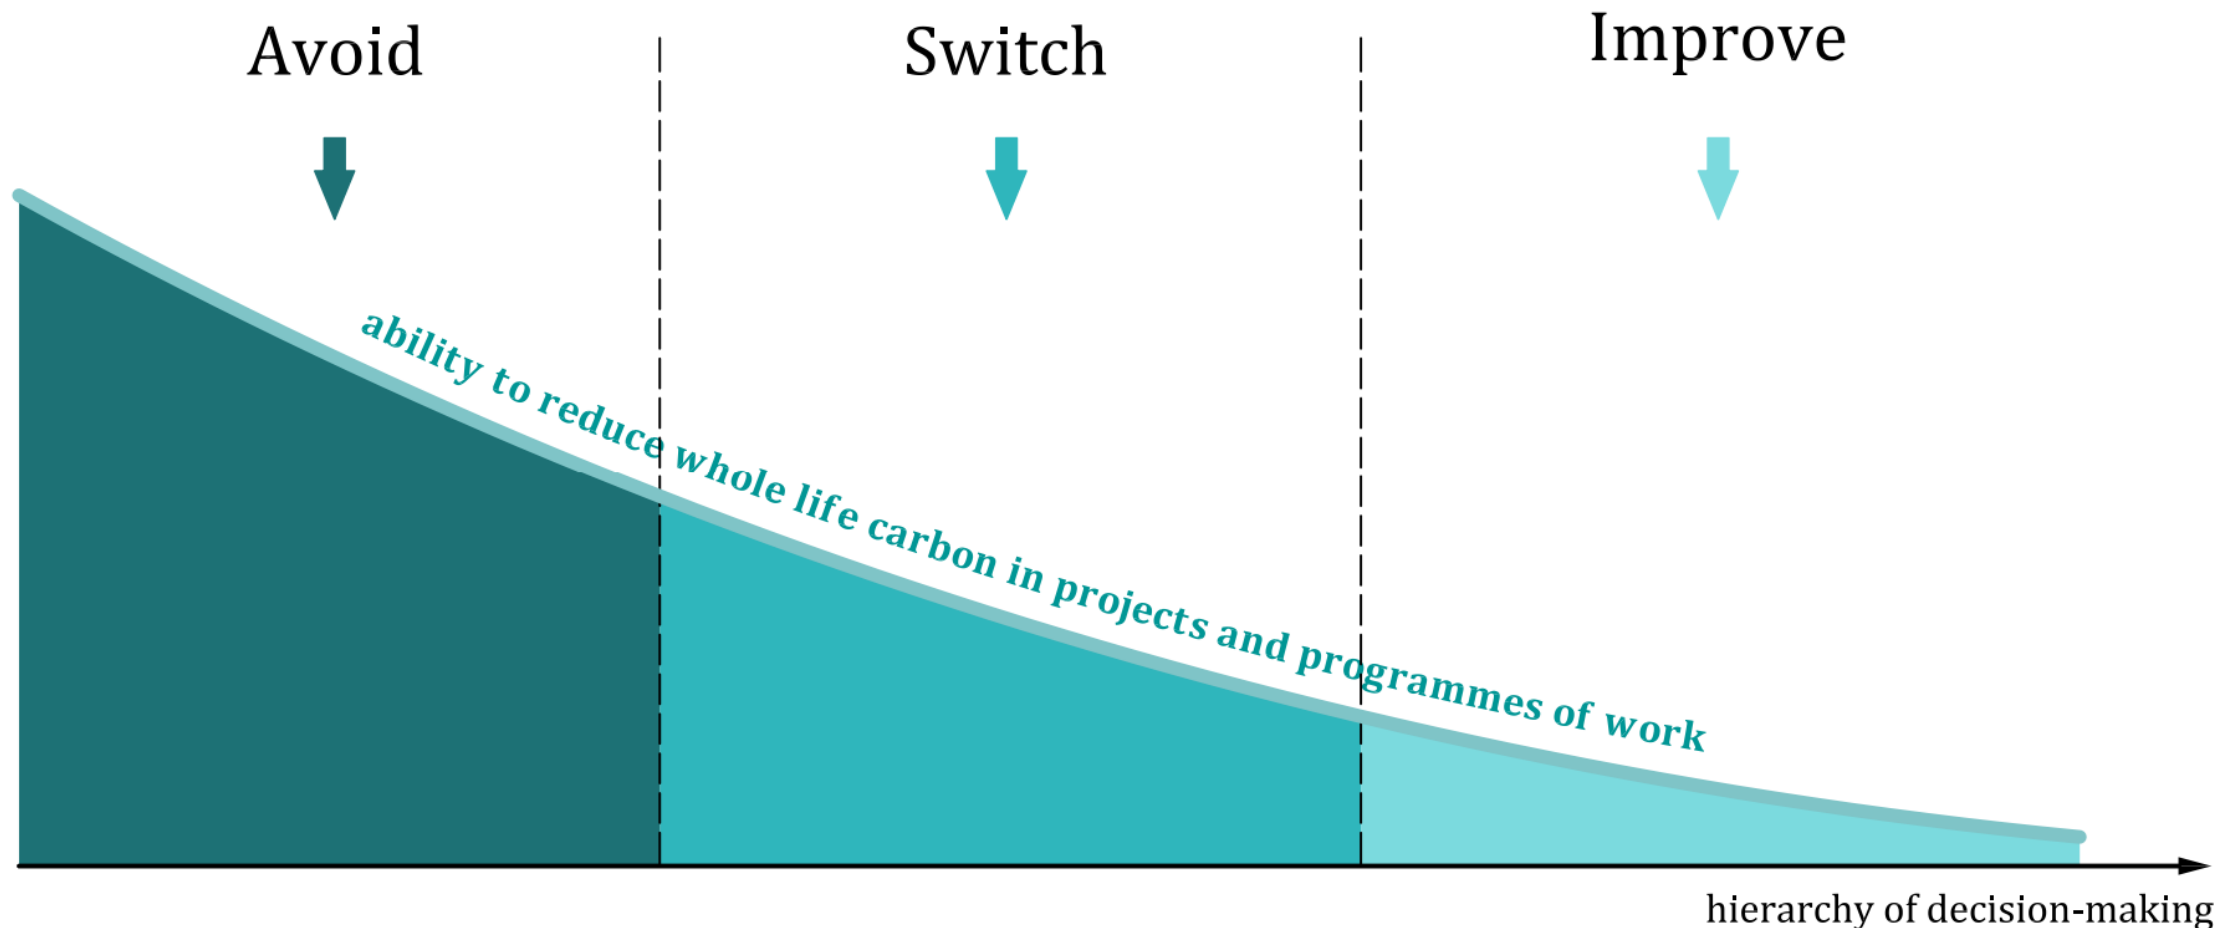 Avoid
Switch
Improve
ability to reduce whole life carbon in projects and programmes of work
hierarchy of decision-making